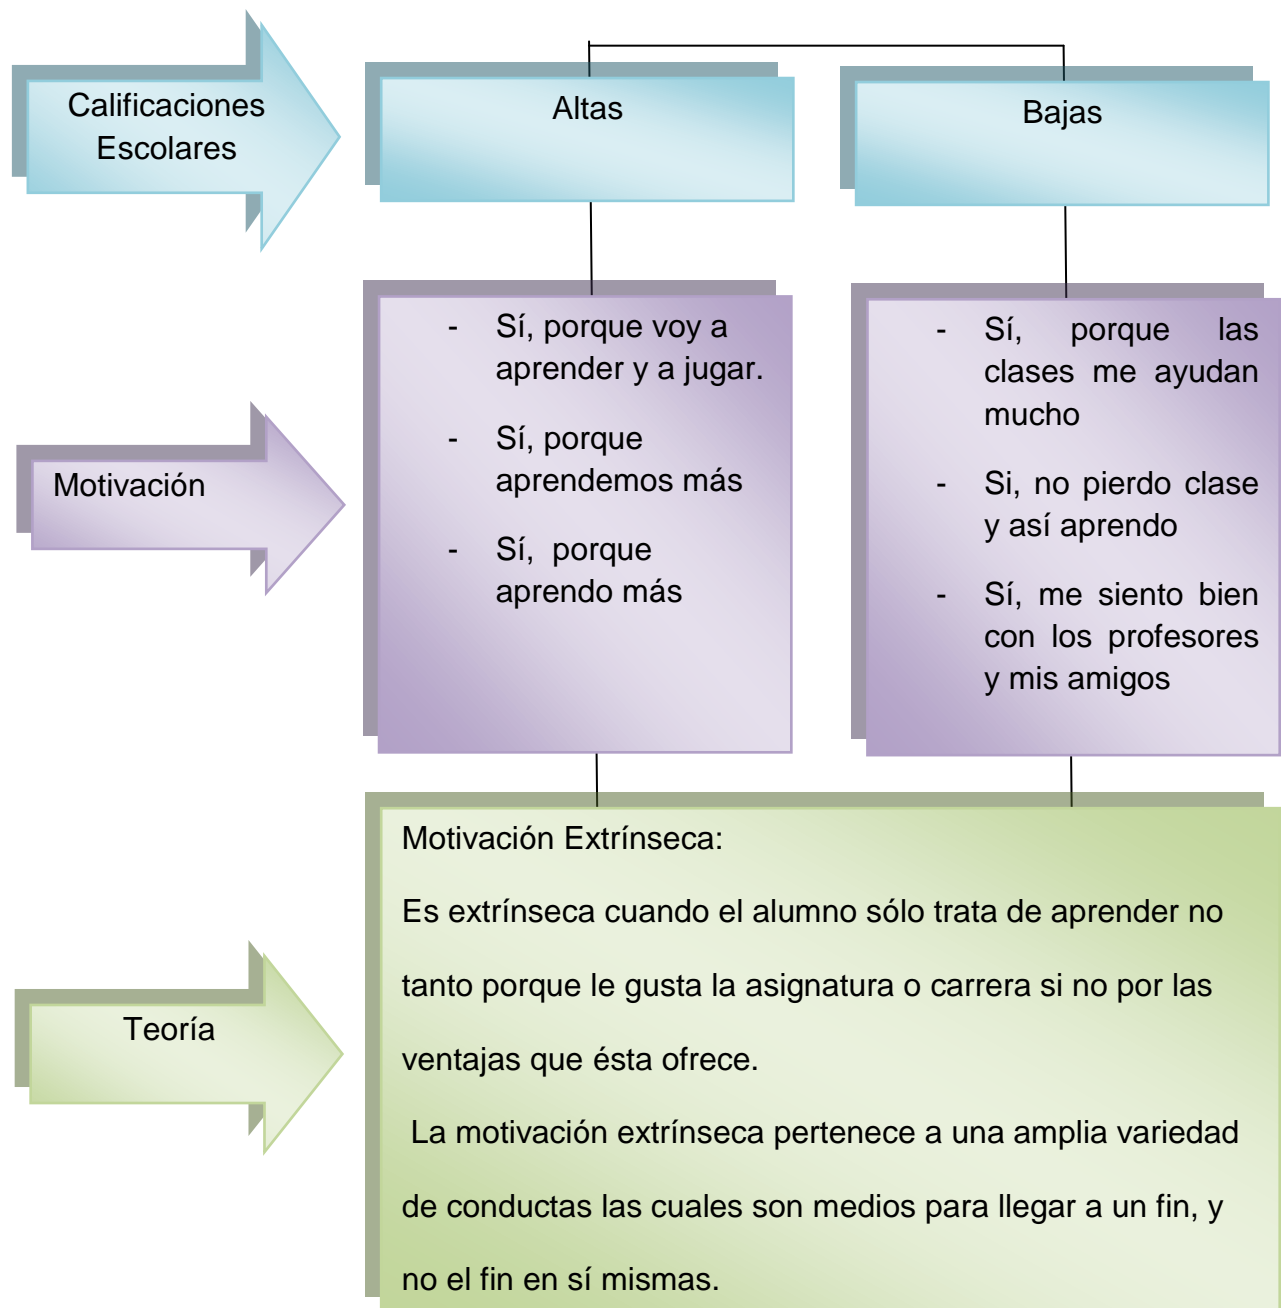 Calificaciones
Escolares
Altas
Bajas
Motivación
- Sí, porque voy a
aprender y a jugar.
- Sí, porque
aprendemos más
- Sí, porque
aprendo más
- Sí, porque las
clases me ayudan
mucho
- Si, no pierdo clase
y así aprendo
- Sí, me siento bien
con los profesores
y mis amigos
Teoría
Motivación Extrínseca:
Es extrínseca cuando el alumno sólo trata de aprender no
tanto porque le gusta la asignatura o carrera si no por las
ventajas que ésta ofrece.
La motivación extrínseca pertenece a una amplia variedad
de conductas las cuales son medios para llegar a un fin, y
no el fin en sí mismas.